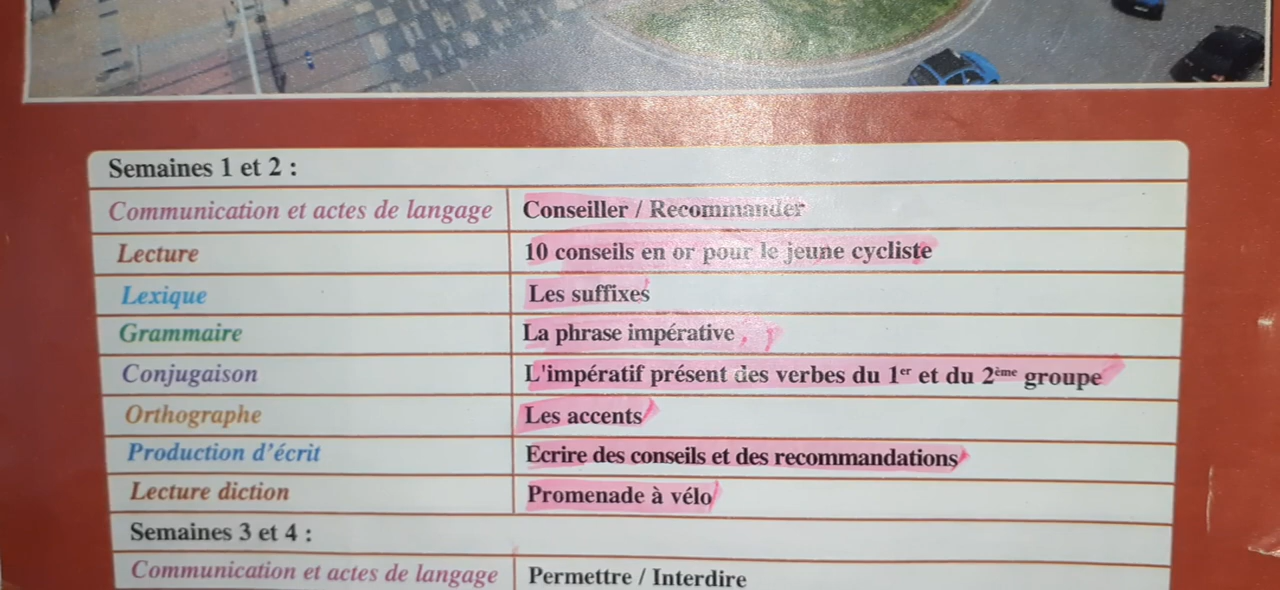 Semaines 1 et 2 :
Communication et actes de langage Conseiller / Recommander
Lecture 10 conseils en or pour le jeune cycliste
Lexique Les suffixes
Grammaire La phrase impérative
Conjugaison L'impératif présent des verbes du 1er et du 2ème groupe
Orthographe Les accents
Production d'écrit Ecrire des conseils et des recommandations
Lecture diction Promenade à vélo
Semaines 3 et 4 :
Communication et actes de langage Permettre / Interdire